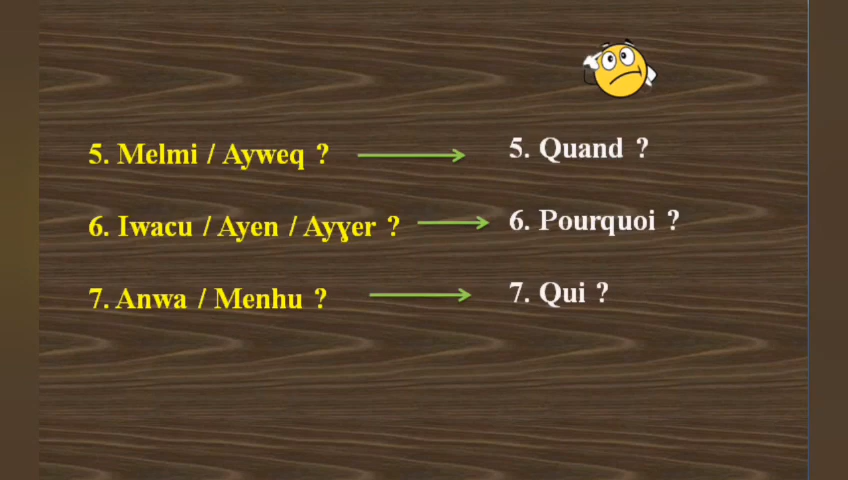 5. Melmi / Ayweq ?
5. Quand ?
6. Iwacu / Ayen / Ayɣer ?
6. Pourquoi ?
7. Anwa / Menhu ?
7. Qui ?